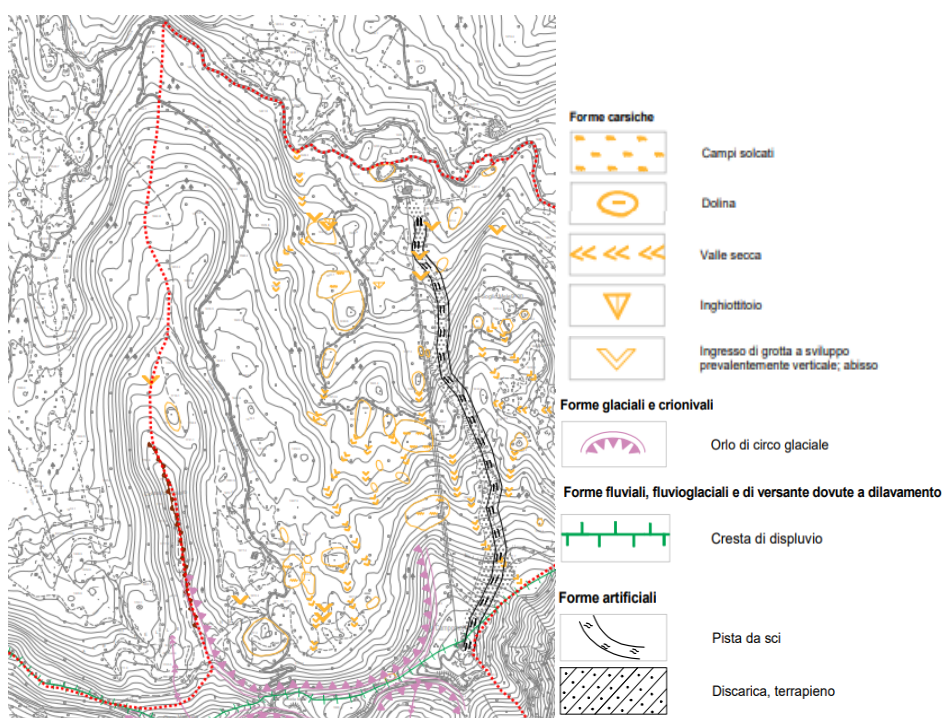 Forme carsiche
Campi solcati
Dolina
Valle secca
Inghiottitoio
Ingresso di grotta a sviluppo
prevalentemente verticale; abisso
Forme glaciali e crionivali
Orlo di circo glaciale
Forme fluviali, fluvioglaciali e di versante dovute a dilavamento
Cresta di displuvio
Forme artificiali
Pista da sci
Discarica, terrapieno